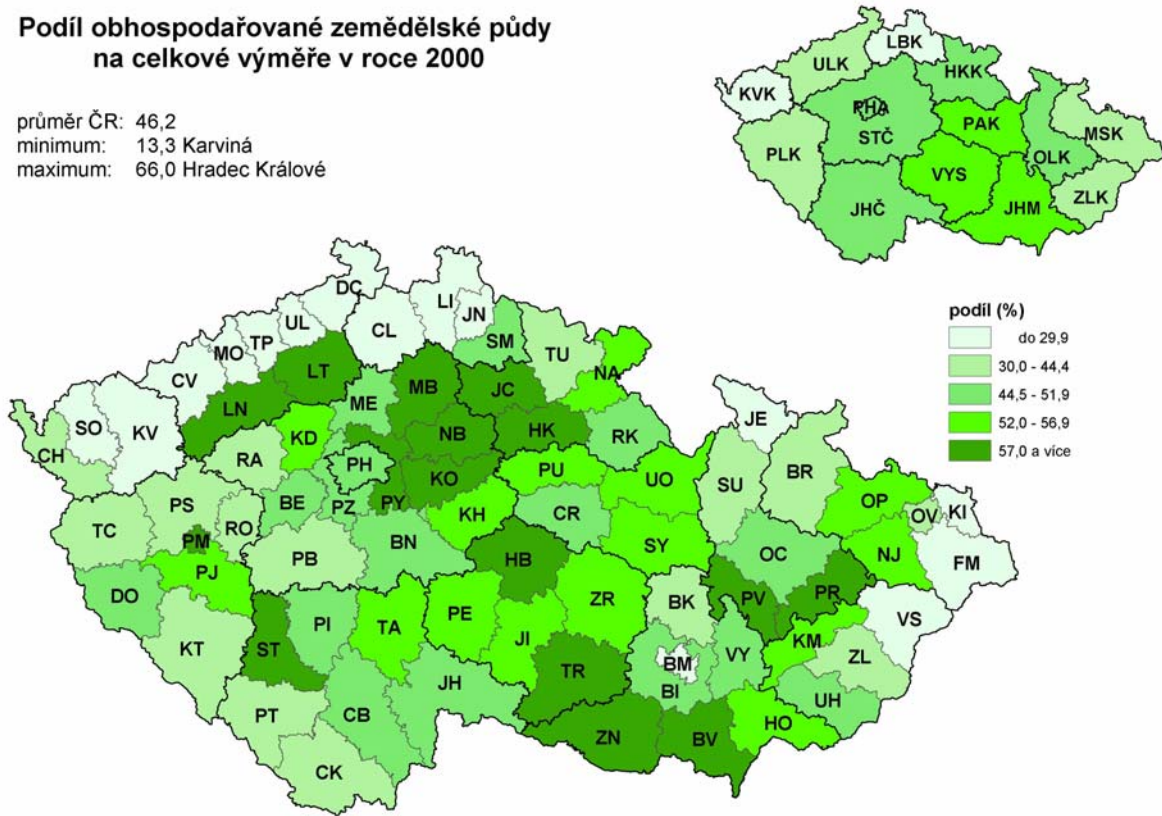 Podíl obhospodařované zemědělské půdy
na celkové výměře v roce 2000
průměr ČR: 46,2
minimum: 13,3 Karviná
maximum: 66,0 Hradec Králové
LBK
ULK
HKK
KVK
PHA
PAK
STČ
MSK
PLK
OLK
VYS
ZLK
JHČ
JHM
podíl (%)
do 29,9
30,0 - 44,4
44,5 - 51,9
52,0 - 56,9
57,0 a více
DC
LI
JN
UL
CL
TP
MO
SM
TU
CV
LT
NA
MB
JC
LN
ME
JE
SO
KV
NB
HK
RK
KD
CH
RA
PH
KO
PU
UO
SU
BR
OP
KI
OV
PS
RO
BE
PZ
PY
KH
CR
TC
PM
BN
SY
OC
NJ
FM
PB
HB
PJ
DO
ZR
BK
PV
PR
VS
PI
TA
PE
KT
ST
JI
KM
ZL
VY
BM
TR
BI
JH
UH
PT
CB
HO
ZN
BV
CK